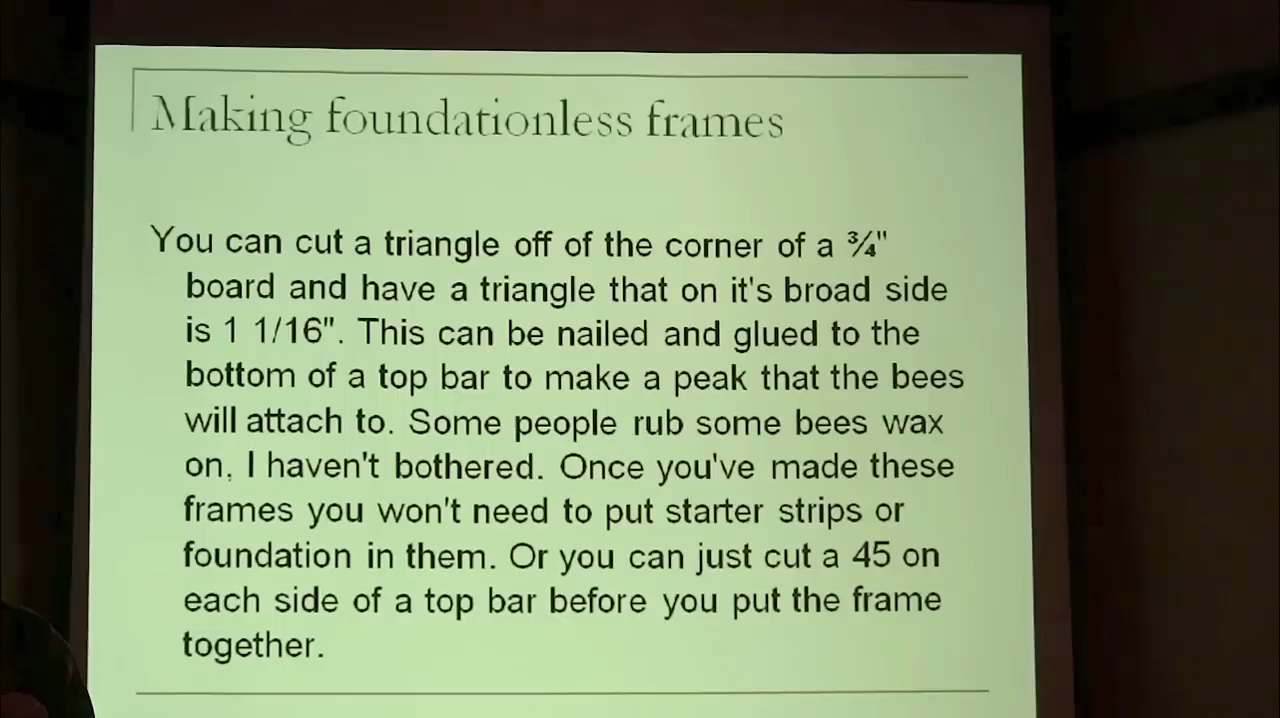 Making foundationless frames
You can cut a triangle off of the corner of a ¾"
board and have a triangle that on it's broad side
is 1 1/16". This can be nailed and glued to the
bottom of a top bar to make a peak that the bees
will attach to. Some people rub some bees wax
on, I haven't bothered. Once you've made these
frames you won't need to put starter strips or
foundation in them. Or you can just cut a 45 on
each side of a top bar before you put the frame
together.